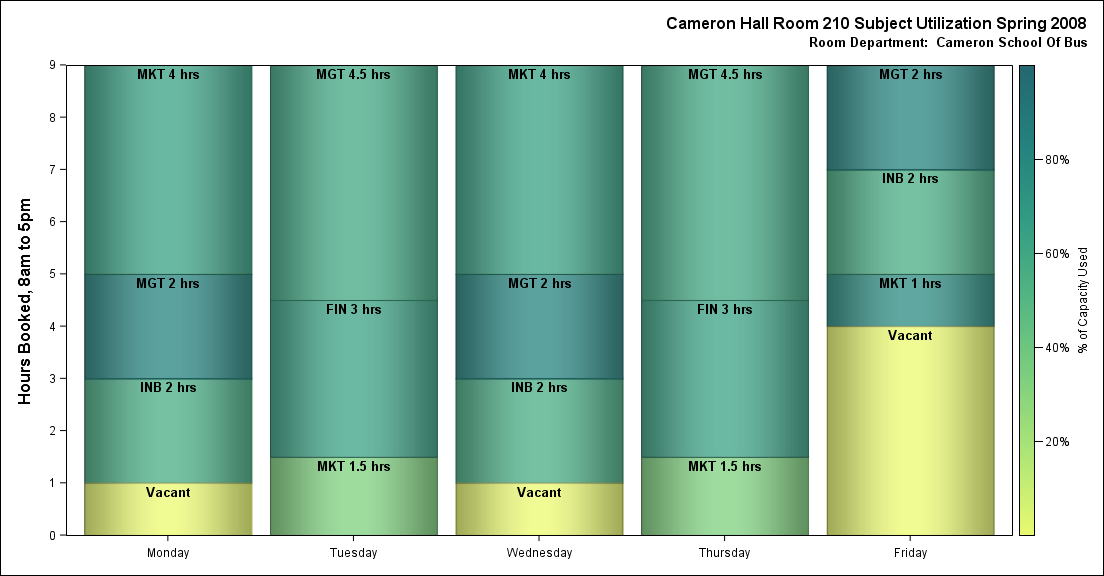 Cameron Hall Room 210 Subject Utilization Spring 2008
Room Department:  Cameron School Of Bus
Hours Booked, 8am to 5pm
9
8
7
6
5
4
3
2
1
0
MKT 4 hrs
MGT 2 hrs
INB 2 hrs
Vacant
MGT 4.5 hrs
FIN 3 hrs
MKT 1.5 hrs
MKT 4 hrs
MGT 2 hrs
INB 2 hrs
Vacant
MGT 4.5 hrs
FIN 3 hrs
MKT 1.5 hrs
MGT 2 hrs
INB 2 hrs
MKT 1 hrs
Vacant
Monday
Tuesday
Wednesday
Thursday
Friday
80%
60%
40%
20%
% of Capacity Used